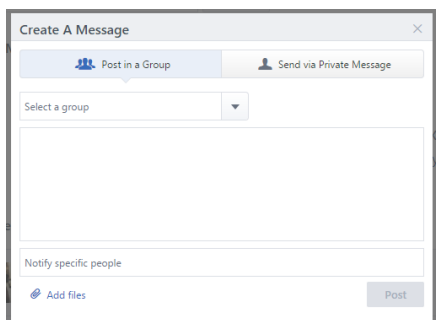 Create A Message
Post in a Group
Send via Private Message
Select a group
Notify specific people
Add files
Post